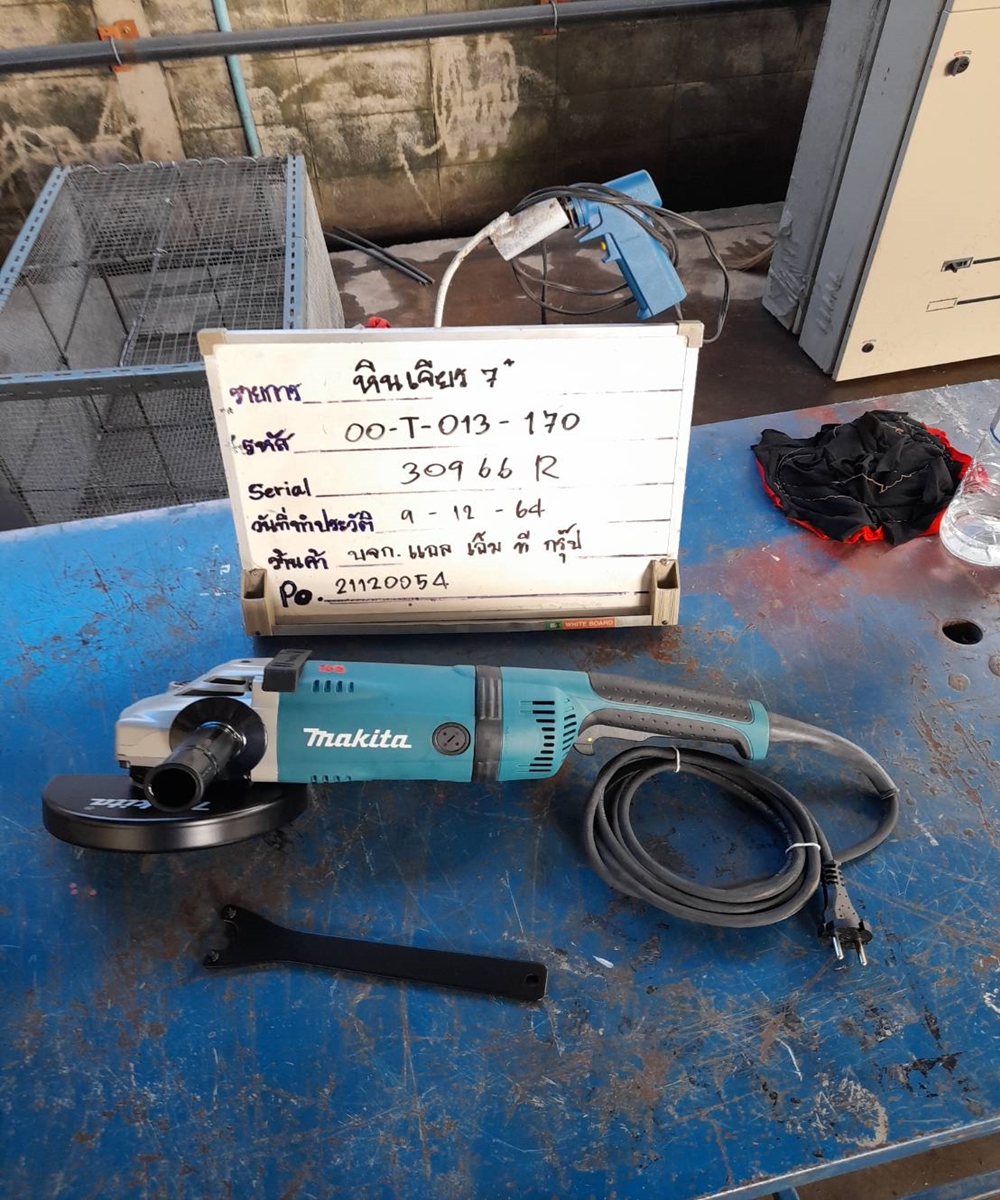 รายการ หินเจียร 7"
รหัส 00-T-013-170
Serial 30966 R
วันที่ทำประวัติ 9-12-64
ร้านค้า บจก. แอล เอ็ม ที กรุ๊ป
Po. 21120054
WHITE BOARD
Makita
Makita